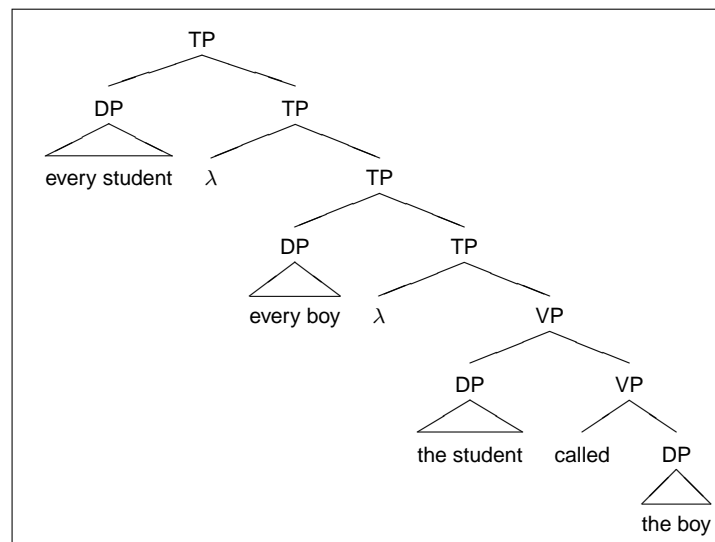 TP
DP TP
every student λ TP
DP TP
every boy λ VP
DP VP
the student called DP
the boy